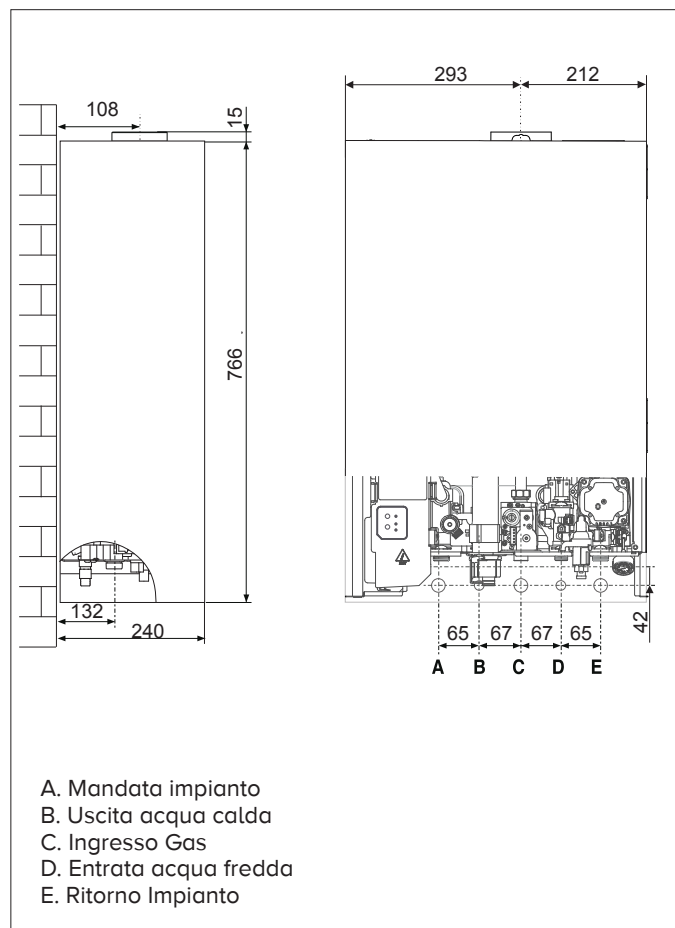 293
212
108
15
766
132
240
42
65
67
67
65
A
B
C
D
E
A. Mandata impianto
B. Uscita acqua calda
C. Ingresso Gas
D. Entrata acqua fredda
E. Ritorno Impianto